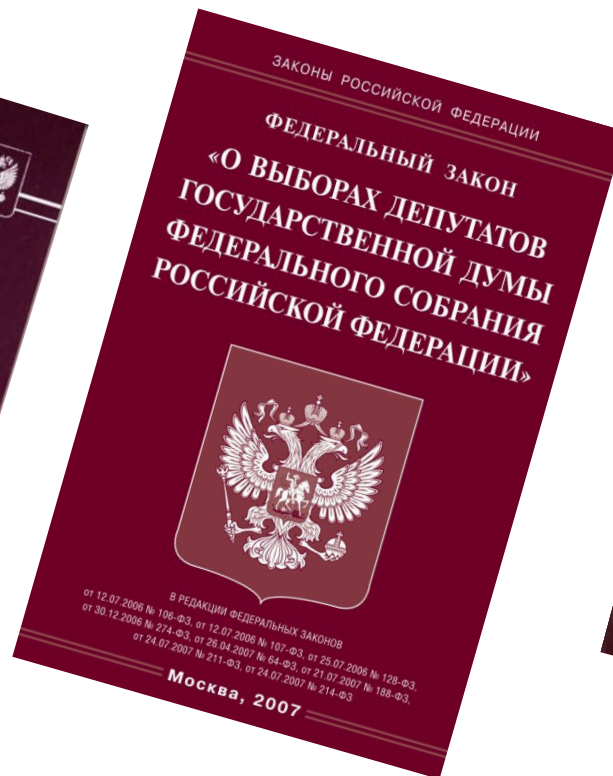 ЗАКОНЫ РОССИЙСКОЙ ФЕДЕРАЦИИ
ФЕДЕРАЛЬНЫЙ ЗАКОН
«О ВЫБОРАХ ДЕПУТАТОВ
ГОСУДАРСТВЕННОЙ ДУМЫ
ФЕДЕРАЛЬНОГО СОБРАНИЯ
РОССИЙСКОЙ ФЕДЕРАЦИИ»
В РЕДАКЦИИ ФЕДЕРАЛЬНЫХ ЗАКОНОВ
от 12.07.2006 № 106-ФЗ, от 12.07.2006 № 107-ФЗ, от 25.07.2006 № 128-ФЗ,
от 30.12.2006 № 274-ФЗ, от 26.04.2007 № 64-ФЗ, от 21.07.2007 № 188-ФЗ,
от 24.07.2007 № 211-ФЗ, от 24.07.2007 № 214-ФЗ
Москва, 2007